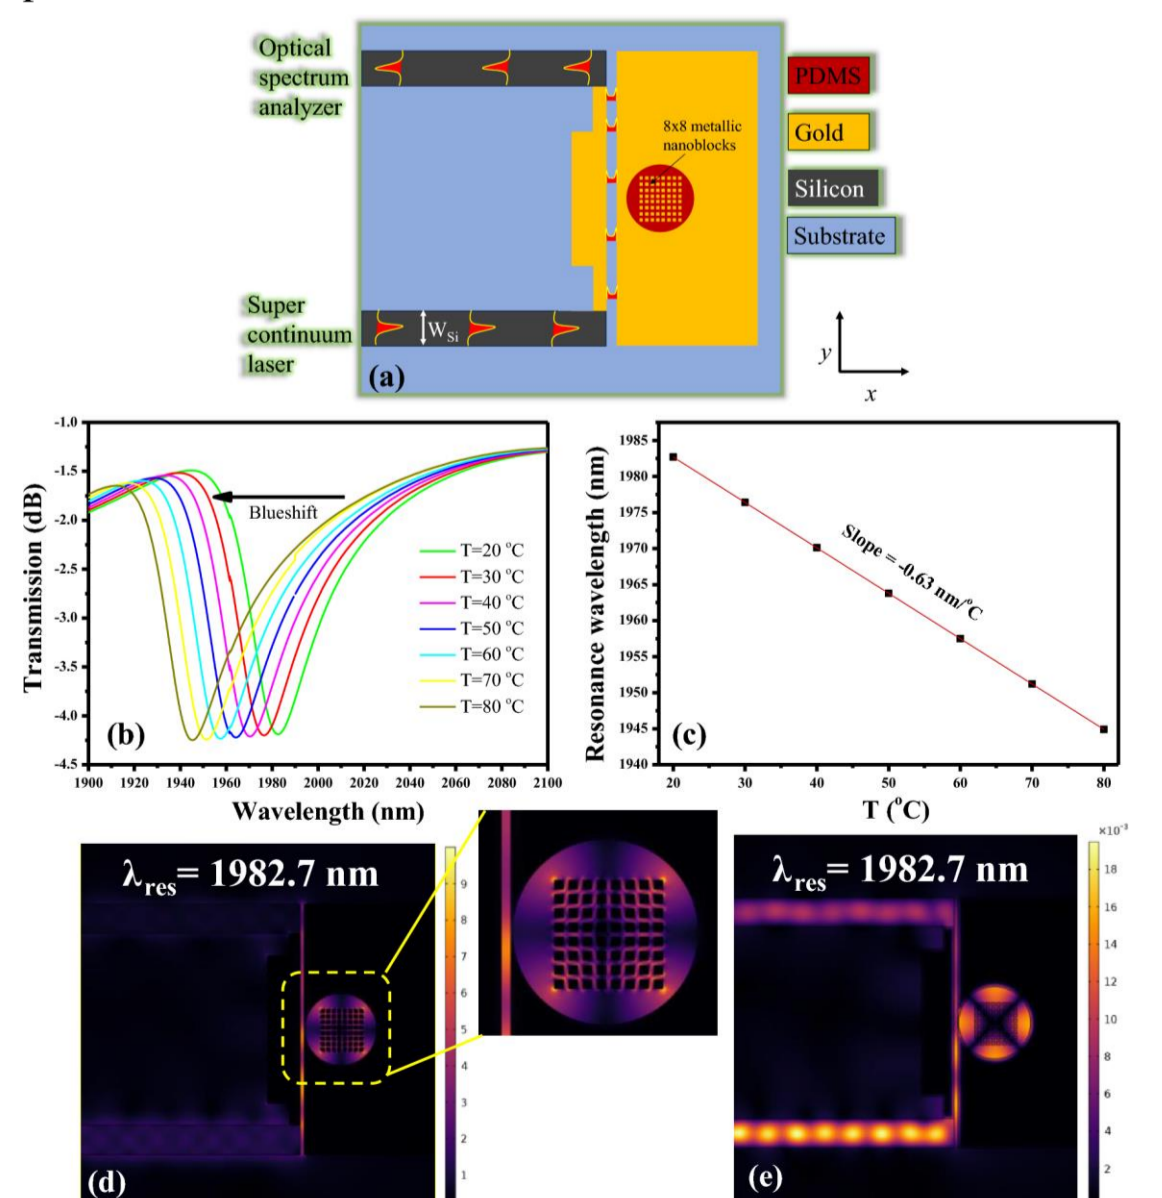 Optical
spectrum
analyzer
8x8 metallic
nanoblocks
PDMS
Gold
Silicon
Substrate
Super
continuum
laser
W_Si
(a)
y
x
-1.0
-1.5
-2.0
-2.5
-3.0
-3.5
-4.0
-4.5
Transmission (dB)
Blueshift
T=20 °C
T=30 °C
T=40 °C
T=50 °C
T=60 °C
T=70 °C
T=80 °C
(b)
1900 1920 1940 1960 1980 2000 2020 2040 2060 2080 2100
Wavelength (nm)
1985
1980
1975
1970
1965
1960
1955
1950
1945
1940
Resonance wavelength (nm)
Slope = -0.63 nm/°C
(c)
20 30 40 50 60 70 80
T (°C)
λres= 1982.7 nm
9
8
7
6
5
4
3
2
1
(d)
λres= 1982.7 nm
×10⁻³
18
16
14
12
10
8
6
4
2
(e)